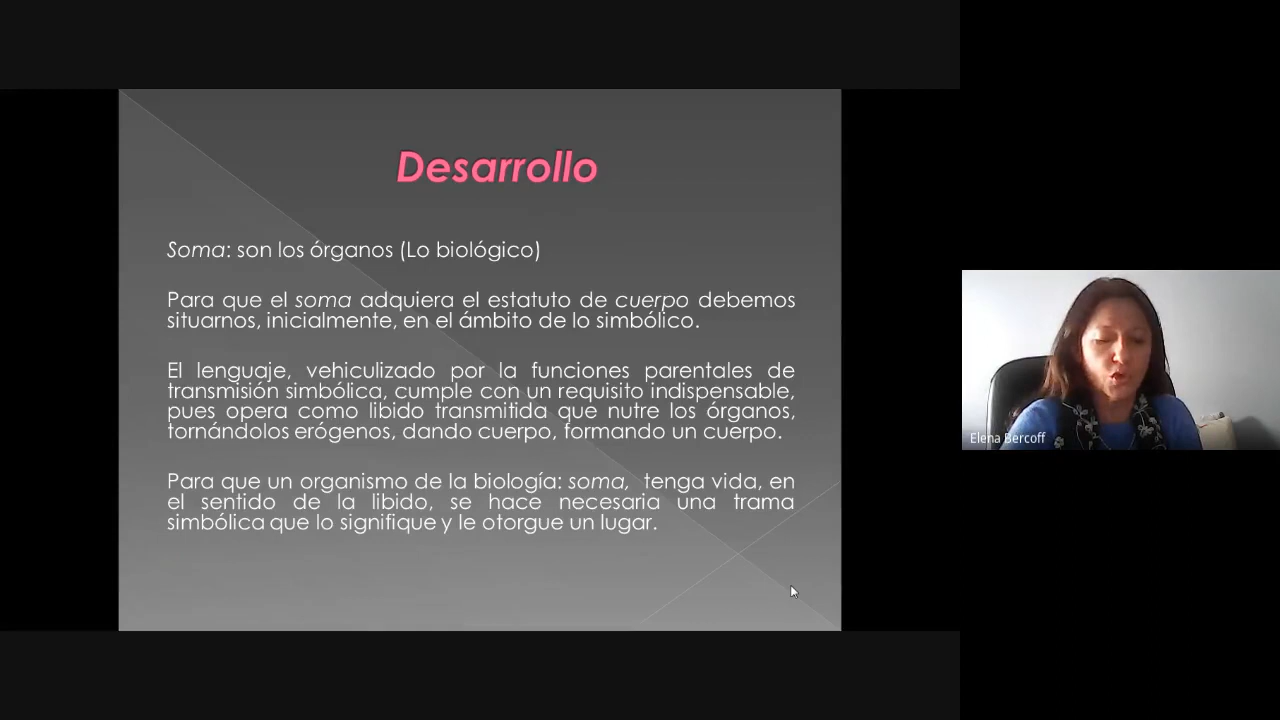 Desarrollo
Soma: son los órganos (Lo biológico)
Para que el soma adquiera el estatuto de cuerpo debemos
situarnos, inicialmente, en el ámbito de lo simbólico.
El lenguaje, vehiculizado por la funciones parentales de
transmisión simbólica, cumple con un requisito indispensable,
pues opera como libido transmitida que nutre los órganos,
tornándolos erógenos, dando cuerpo, formando un cuerpo.
Para que un organismo de la biología: soma, tenga vida, en
el sentido de la libido, se hace necesaria una trama
simbólica que lo signifique y le otorgue un lugar.
Elena Bercoff